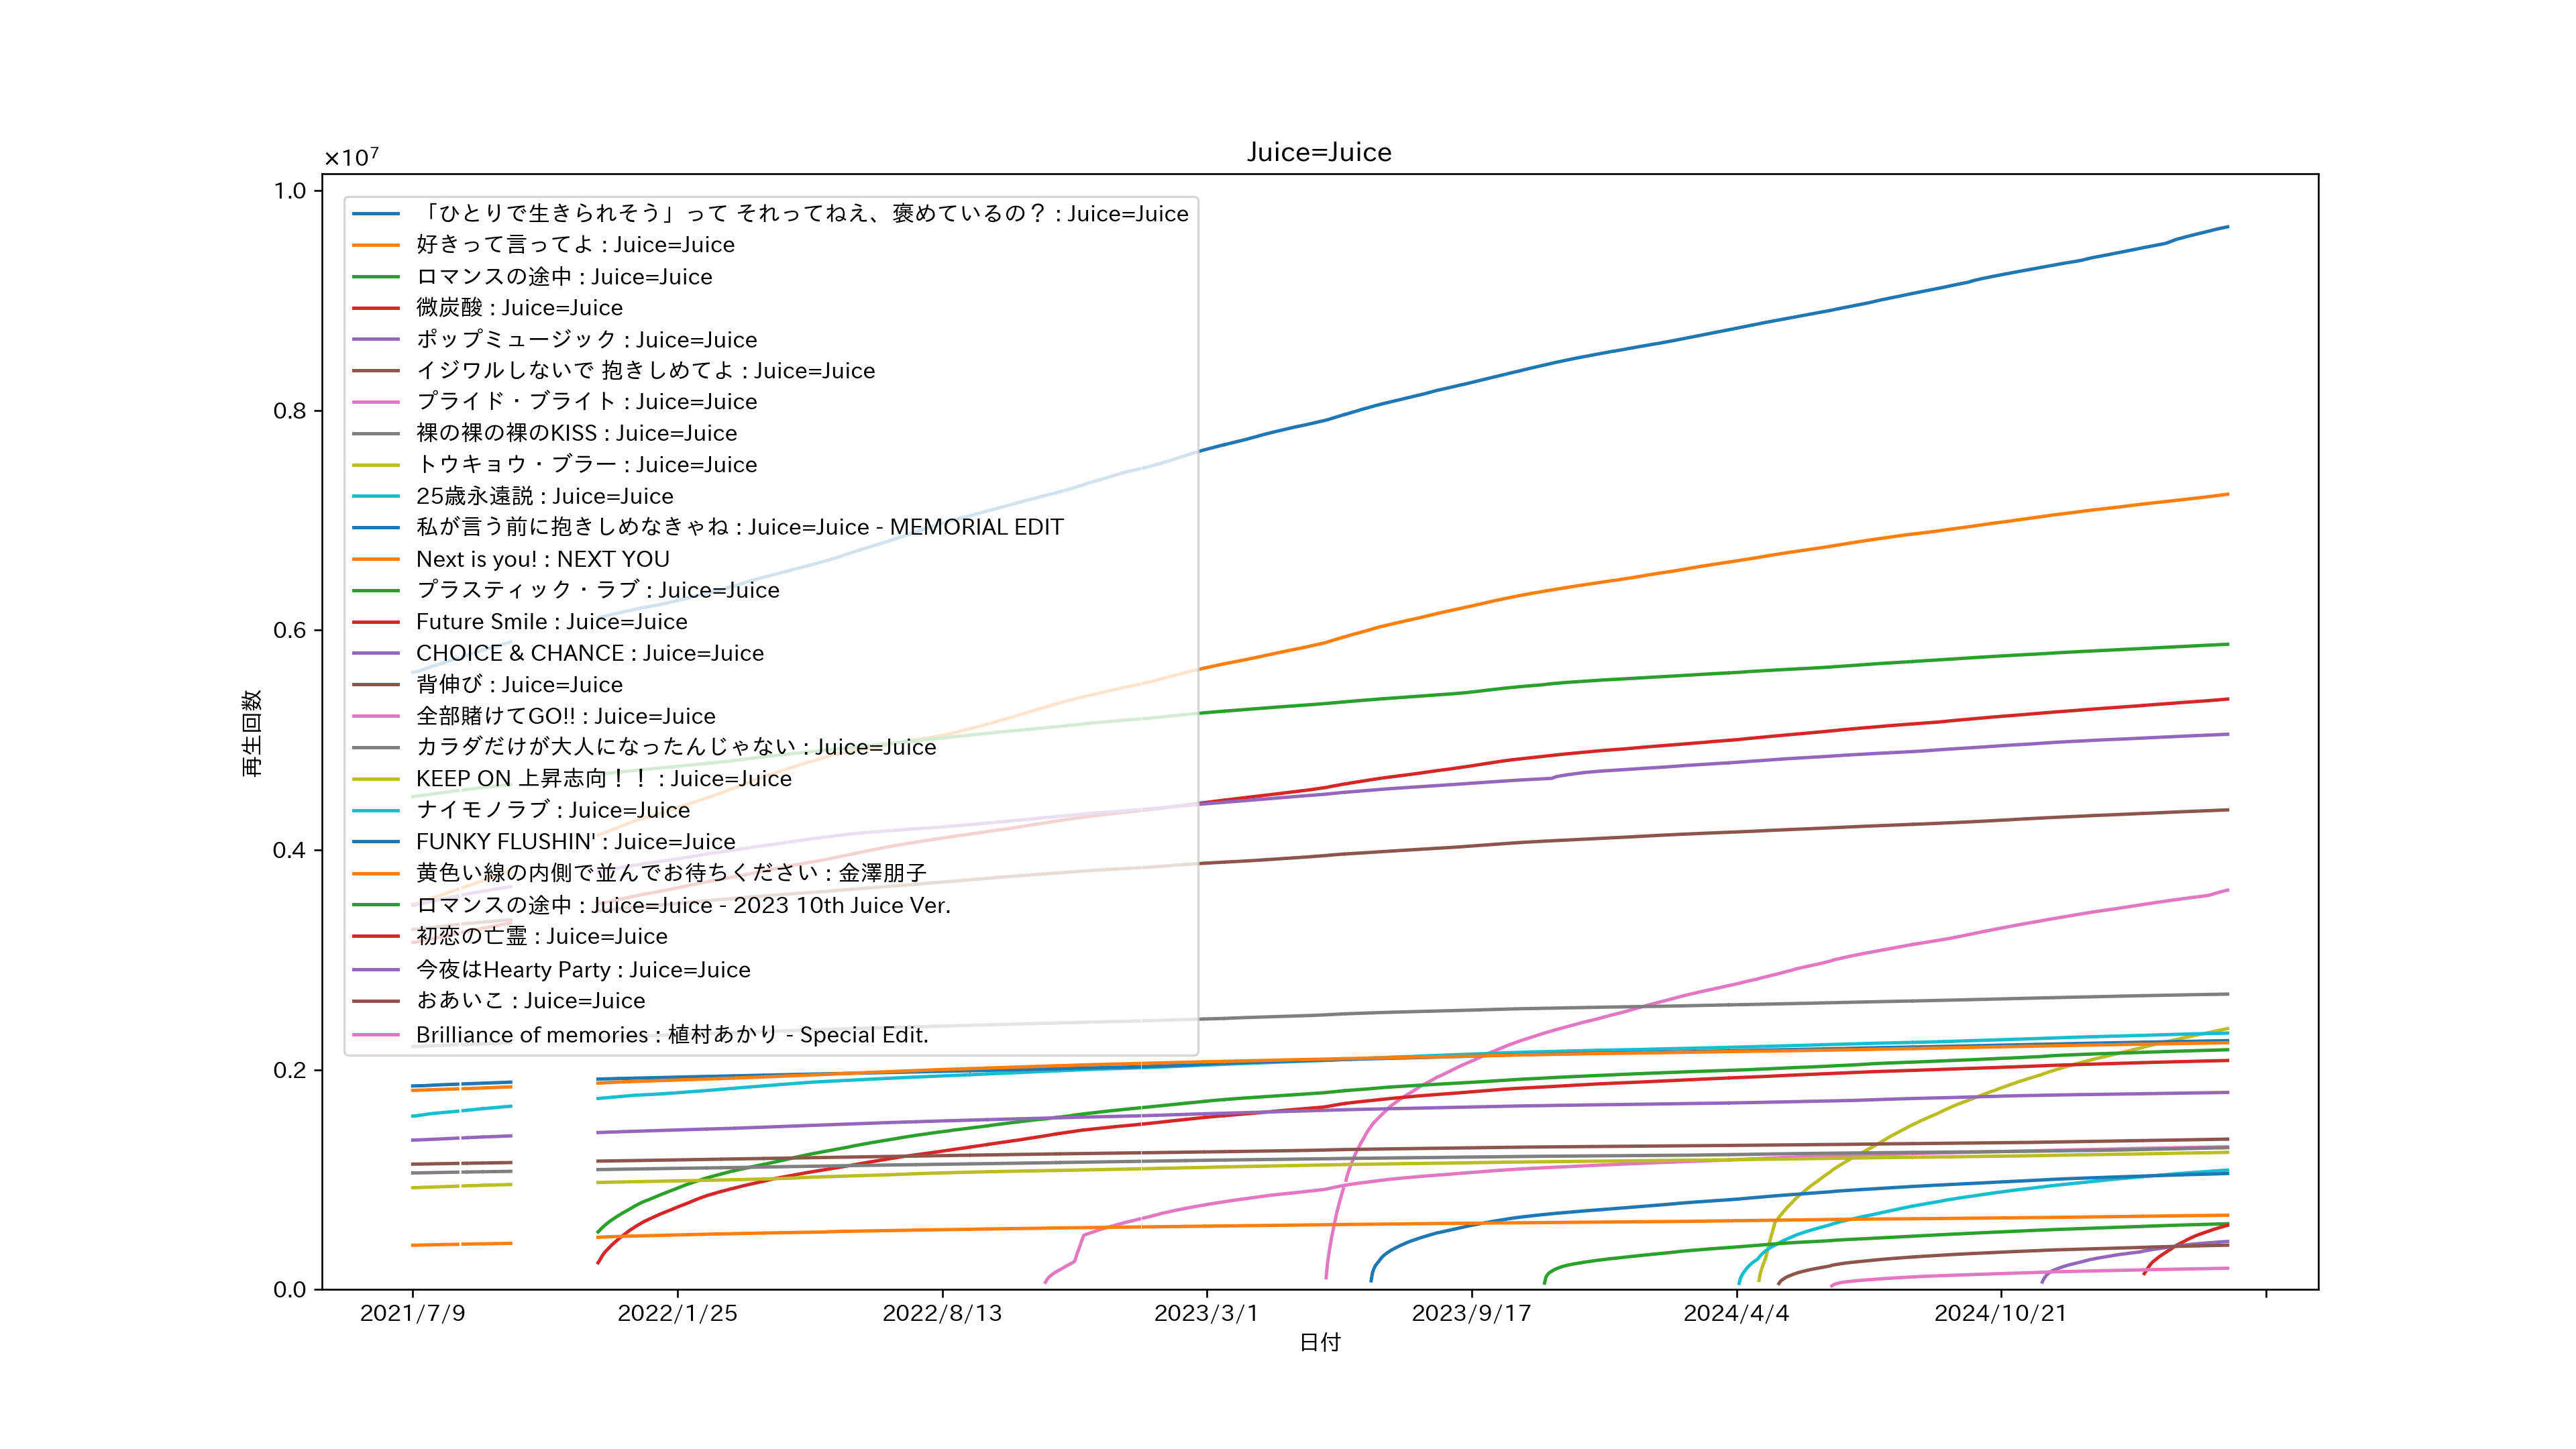 Juice=Juice
×10⁷
1.0
0.8
0.6
0.4
0.2
0.0
再生回数
「ひとりで生きられそう」って それってねえ、褒めているの？ : Juice=Juice
好きって言ってよ : Juice=Juice
ロマンスの途中 : Juice=Juice
微炭酸 : Juice=Juice
ポップミュージック : Juice=Juice
イジワルしないで 抱きしめてよ : Juice=Juice
プライド・ブライト : Juice=Juice
裸の裸の裸のKISS : Juice=Juice
トウキョウ・ブラー : Juice=Juice
25歳永遠説 : Juice=Juice
私が言う前に抱きしめなきゃね : Juice=Juice - MEMORIAL EDIT
Next is you! : NEXT YOU
プラスティック・ラブ : Juice=Juice
Future Smile : Juice=Juice
CHOICE & CHANCE : Juice=Juice
背伸び : Juice=Juice
全部賭けてGO!! : Juice=Juice
カラダだけが大人になったんじゃない : Juice=Juice
KEEP ON 上昇志向！！ : Juice=Juice
ナイモノラブ : Juice=Juice
FUNKY FLUSHIN' : Juice=Juice
黄色い線の内側で並んでお待ちください : 金澤朋子
ロマンスの途中 : Juice=Juice - 2023 10th Juice Ver.
初恋の亡霊 : Juice=Juice
今夜はHearty Party : Juice=Juice
おあいこ : Juice=Juice
Brilliance of memories : 植村あかり - Special Edit.
2021/7/9
2022/1/25
2022/8/13
2023/3/1
2023/9/17
2024/4/4
2024/10/21
日付